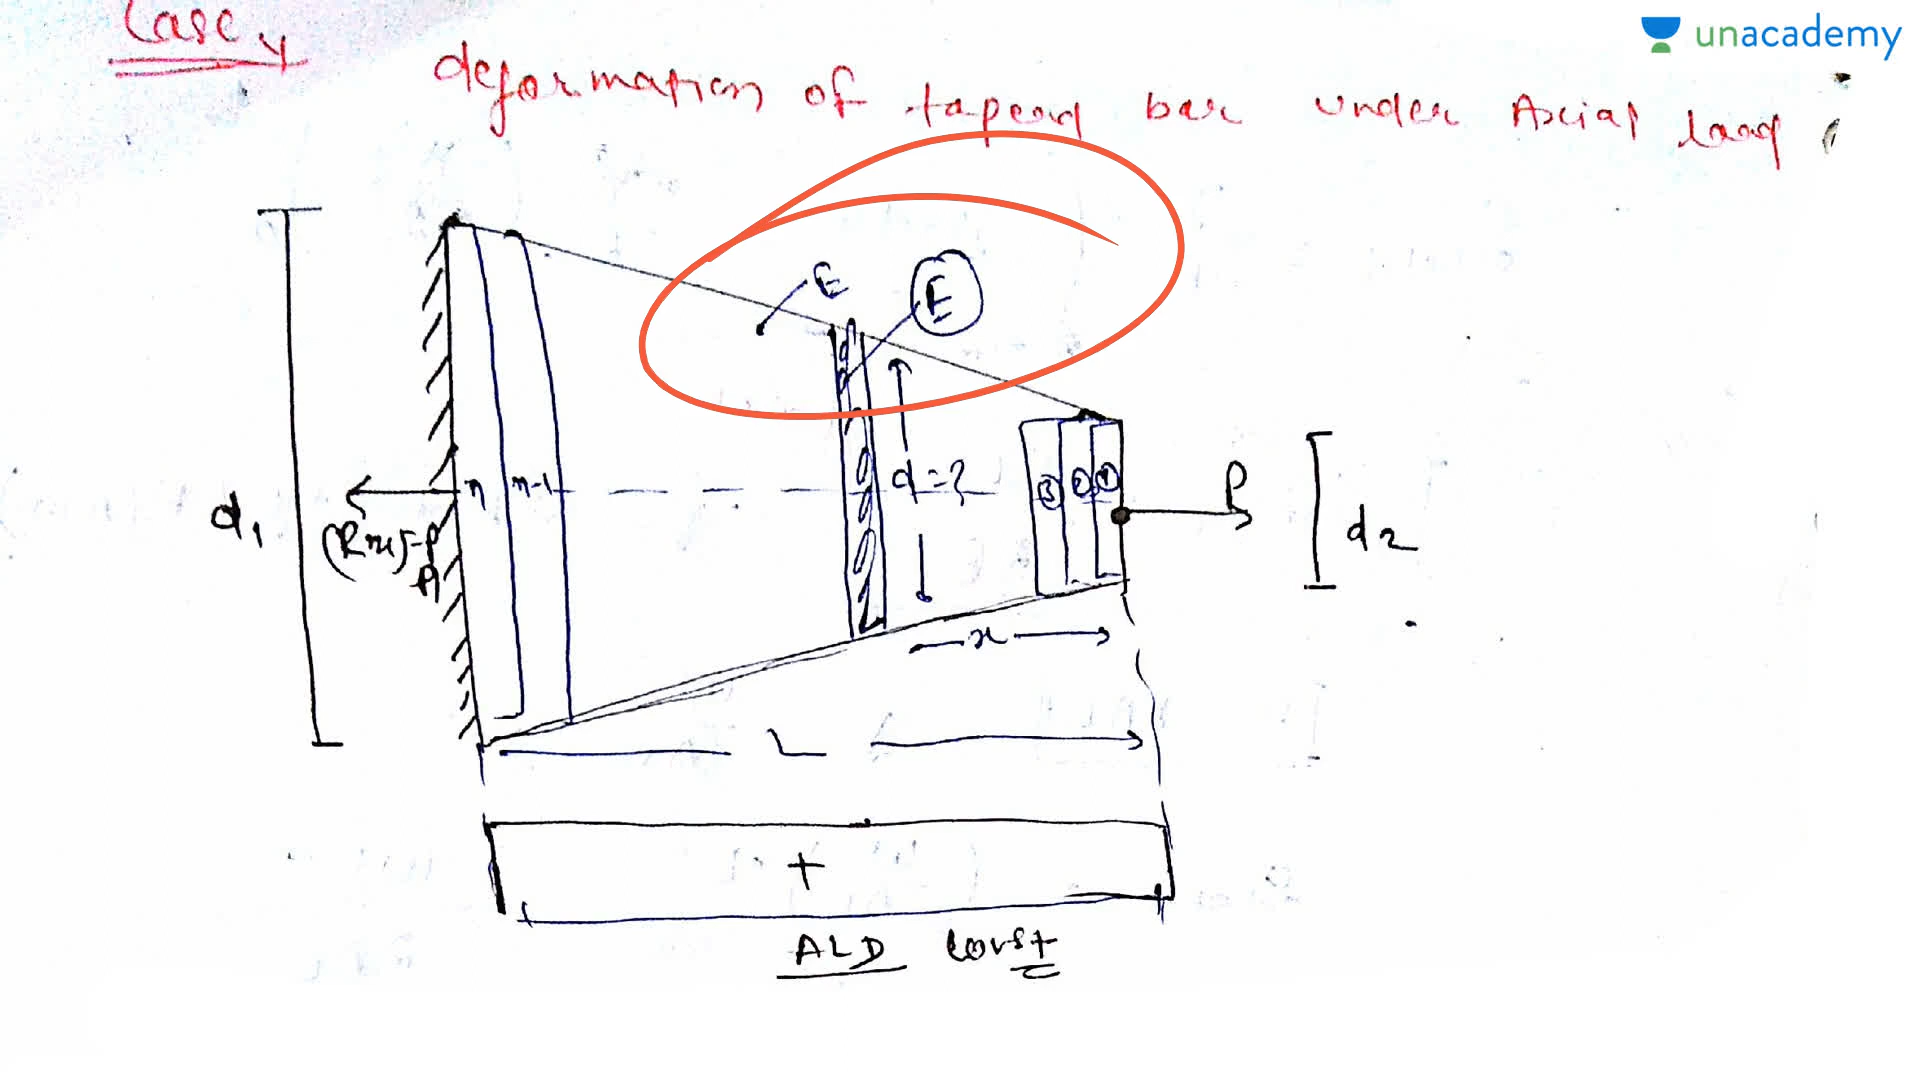 Case 4
unacademy
deformation of tapered bar under Axial load
E
E
d1
n
n-1
d=?
3
2
1
P
d2
x
L
+
ALD Const